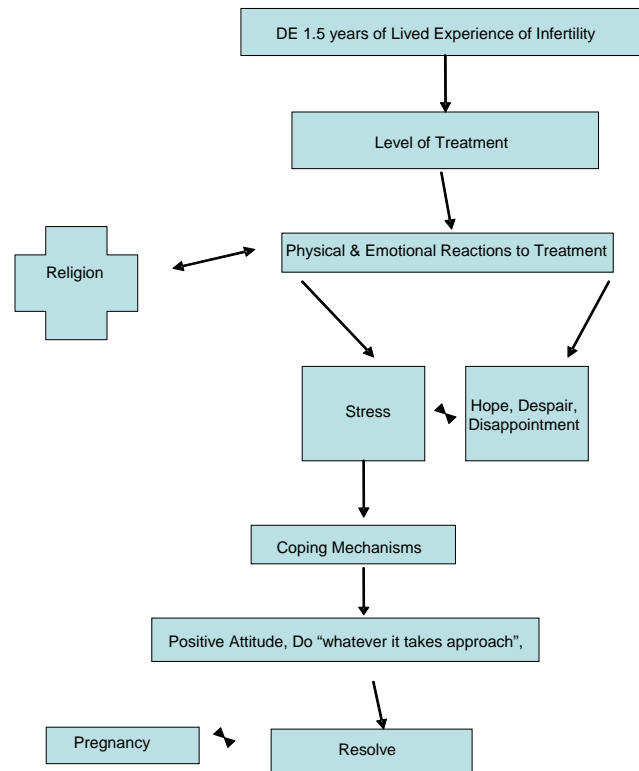 DE 1.5 years of Lived Experience of Infertility
Level of Treatment
Physical & Emotional Reactions to Treatment
Religion
Stress
Hope, Despair,
Disappointment
Coping Mechanisms
Positive Attitude, Do “whatever it takes approach”,
Pregnancy
Resolve